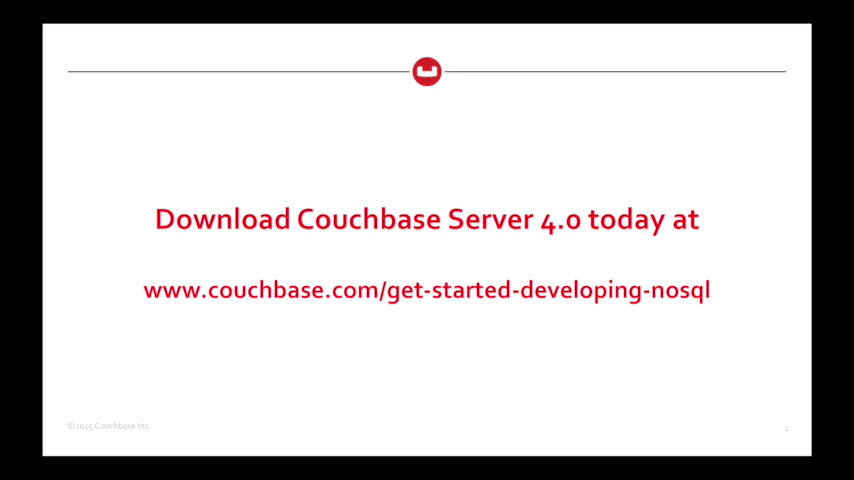 Download Couchbase Server 4.0 today at
www.couchbase.com/get-started-developing-nosql
©2015 Couchbase Inc.